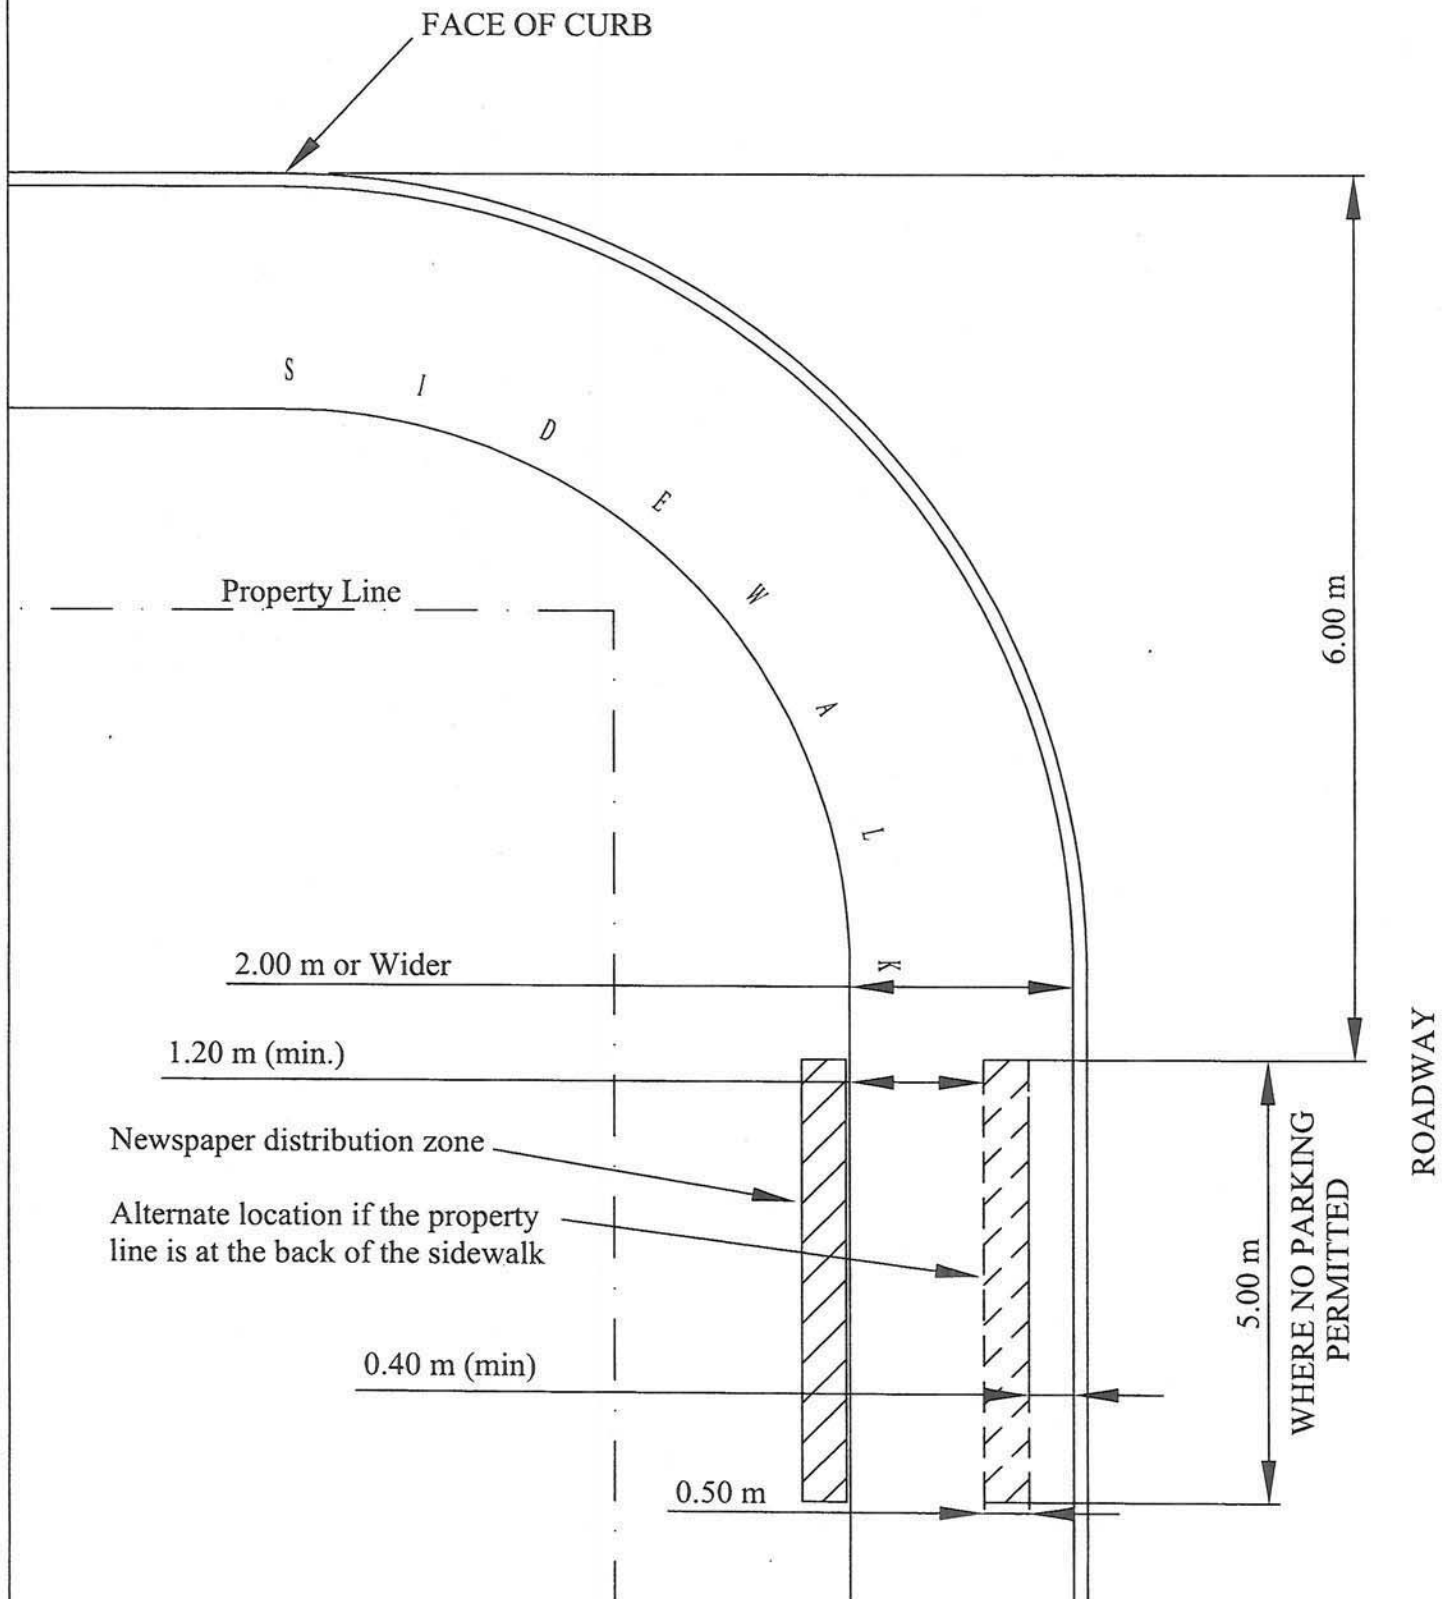 FACE OF CURB
SIDEWALK
Property Line
6.00 m
2.00 m or Wider
1.20 m (min.)
Newspaper distribution zone
Alternate location if the property
line is at the back of the sidewalk
0.40 m (min)
0.50 m
5.00 m
WHERE NO PARKING
PERMITTED
ROADWAY